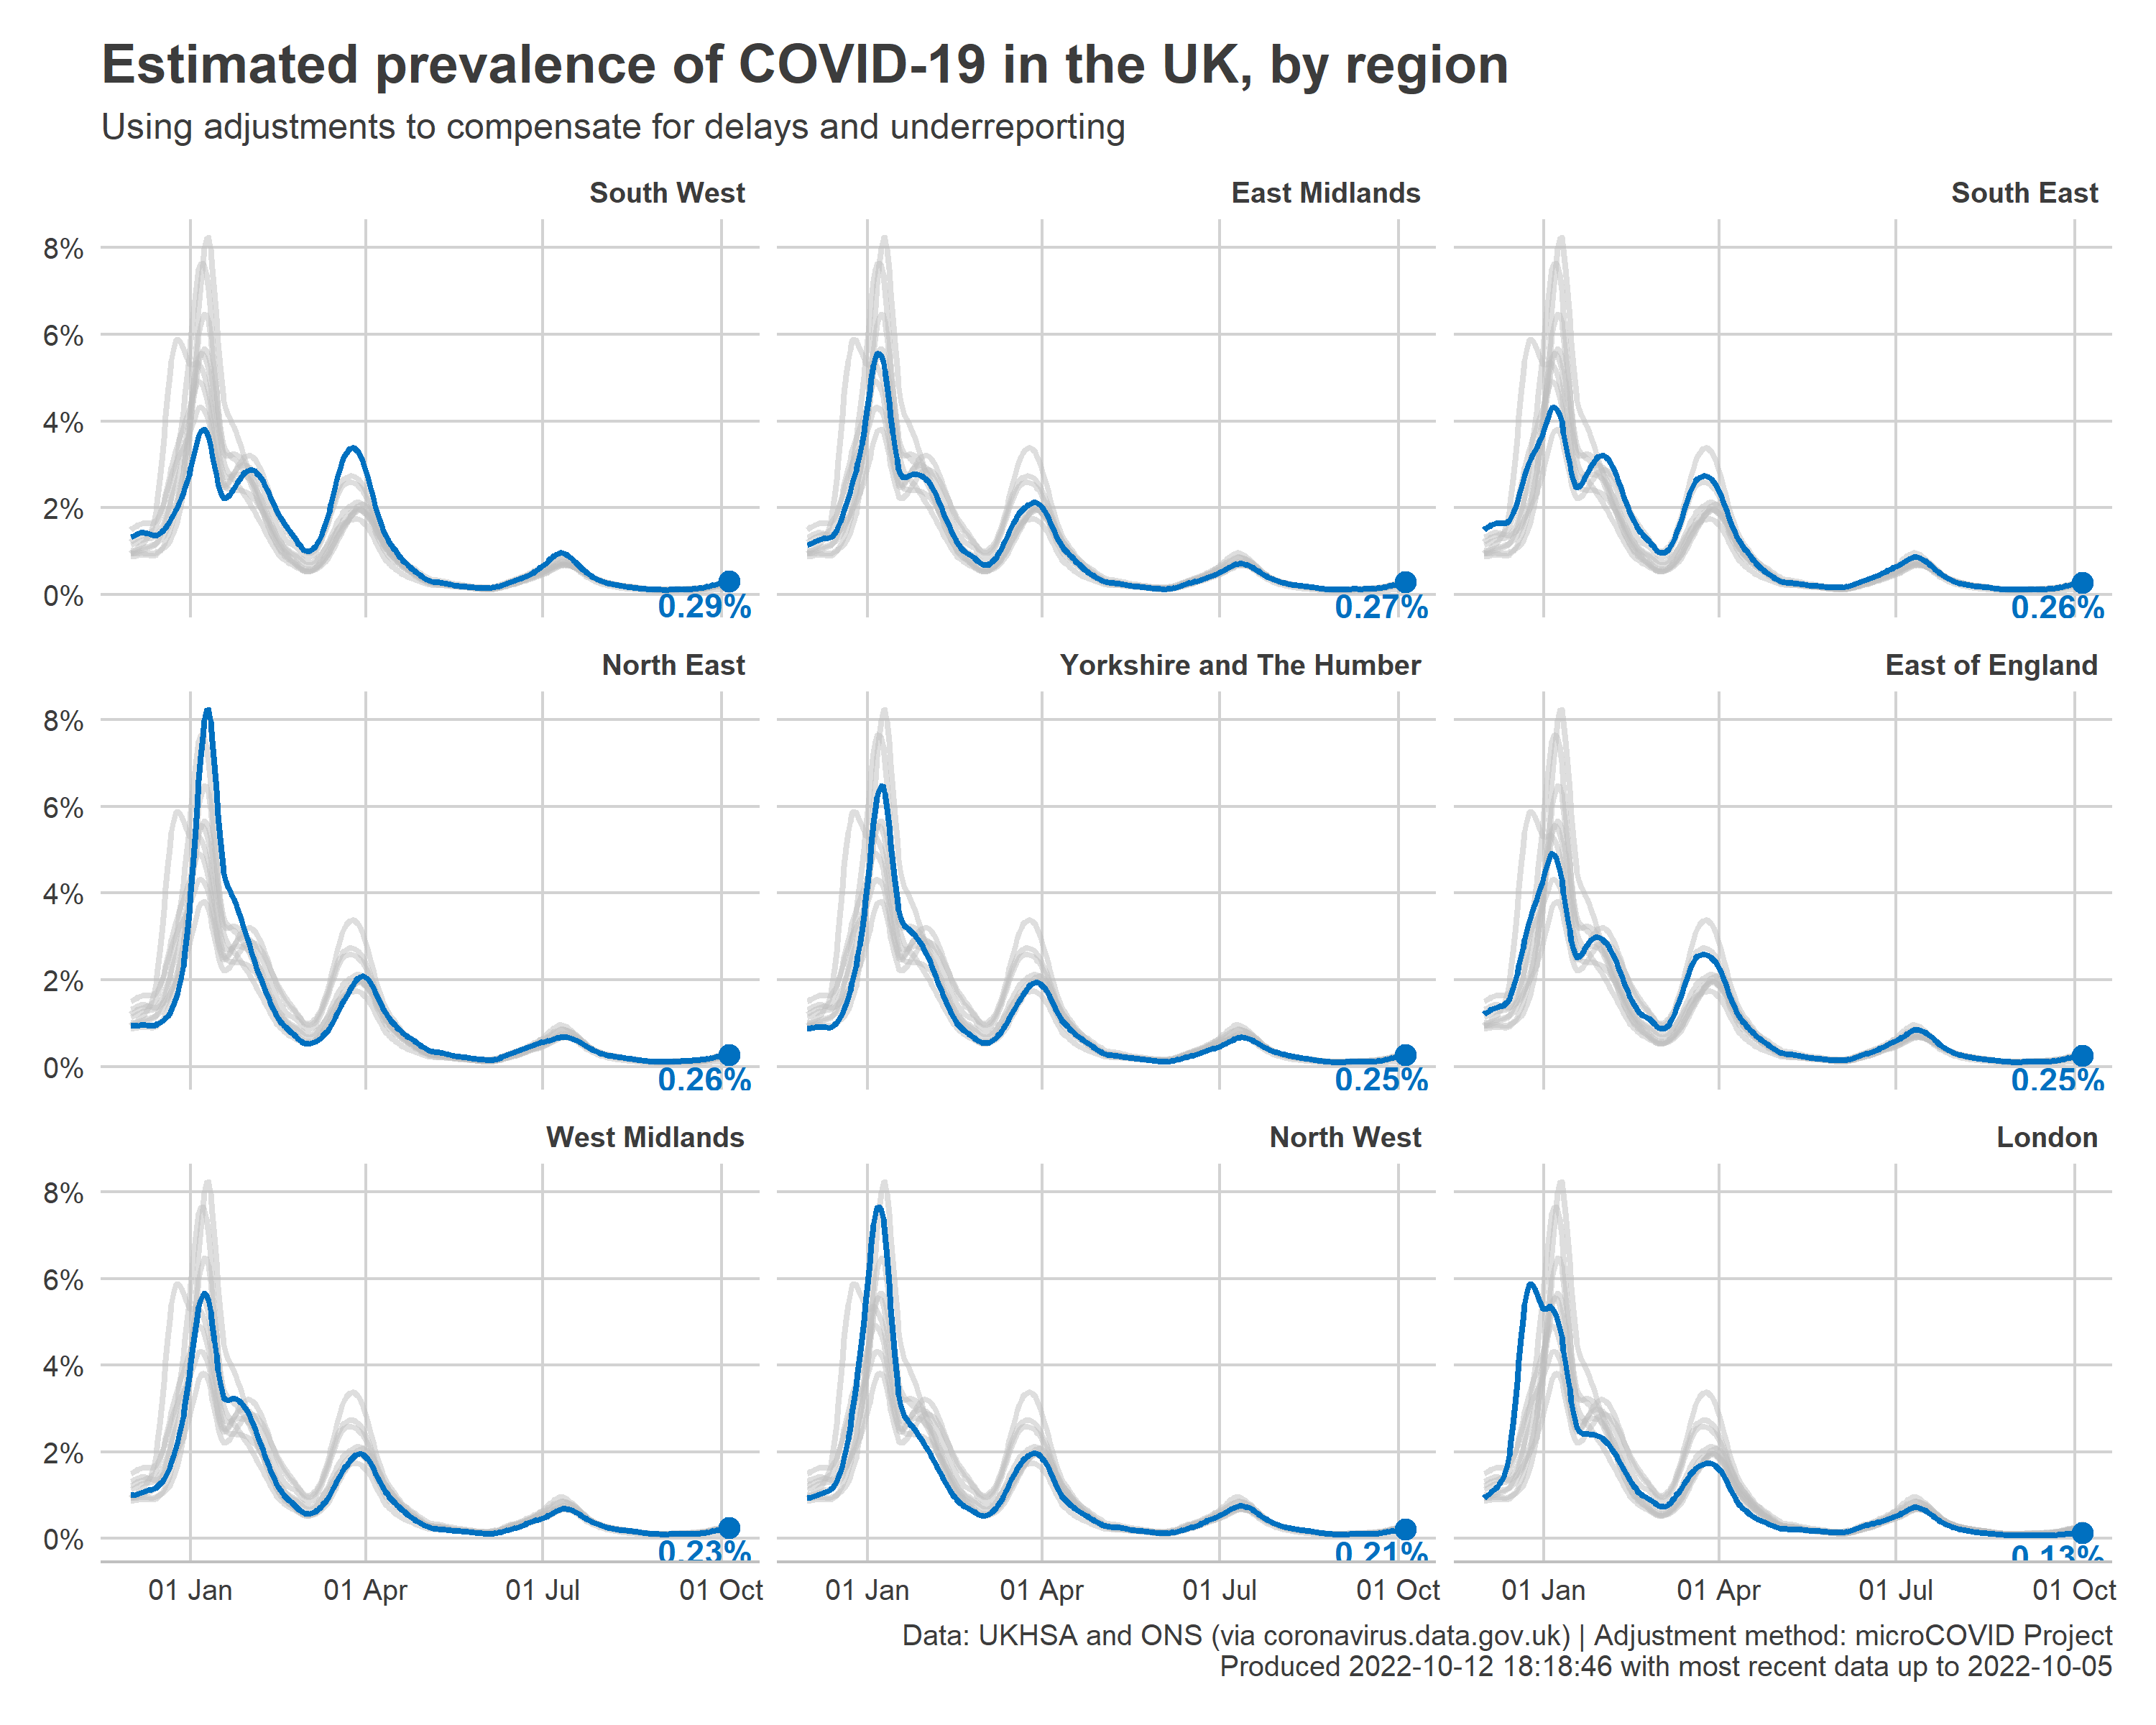 Estimated prevalence of COVID-19 in the UK, by region
Using adjustments to compensate for delays and underreporting
South West
East Midlands
South East
8%
6%
4%
2%
0%
0.29%
0.27%
0.26%
North East
Yorkshire and The Humber
East of England
8%
6%
4%
2%
0%
0.26%
0.25%
0.25%
West Midlands
North West
London
8%
6%
4%
2%
0%
0.23%
0.21%
0.13%
01 Jan
01 Apr
01 Jul
01 Oct
01 Jan
01 Apr
01 Jul
01 Oct
01 Jan
01 Apr
01 Jul
01 Oct
Data: UKHSA and ONS (via coronavirus.data.gov.uk) | Adjustment method: microCOVID Project
Produced 2022-10-12 18:18:46 with most recent data up to 2022-10-05